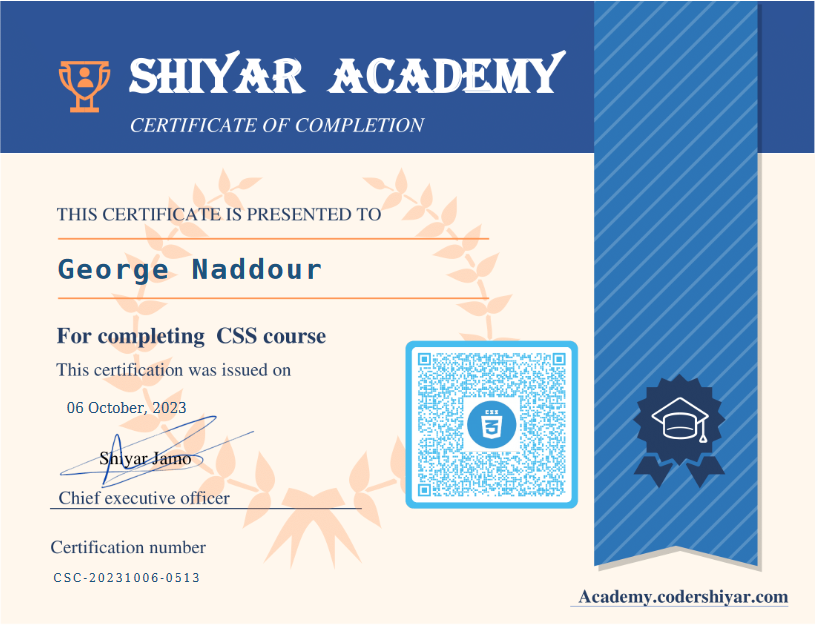 SHIYAR ACADEMY
CERTIFICATE OF COMPLETION
THIS CERTIFICATE IS PRESENTED TO
George Naddour
For completing CSS course
This certification was issued on
06 October, 2023
Shiyar Jamo
Chief executive officer
CSS
Certification number
CSC-20231006-0513
Academy.codershiyar.com